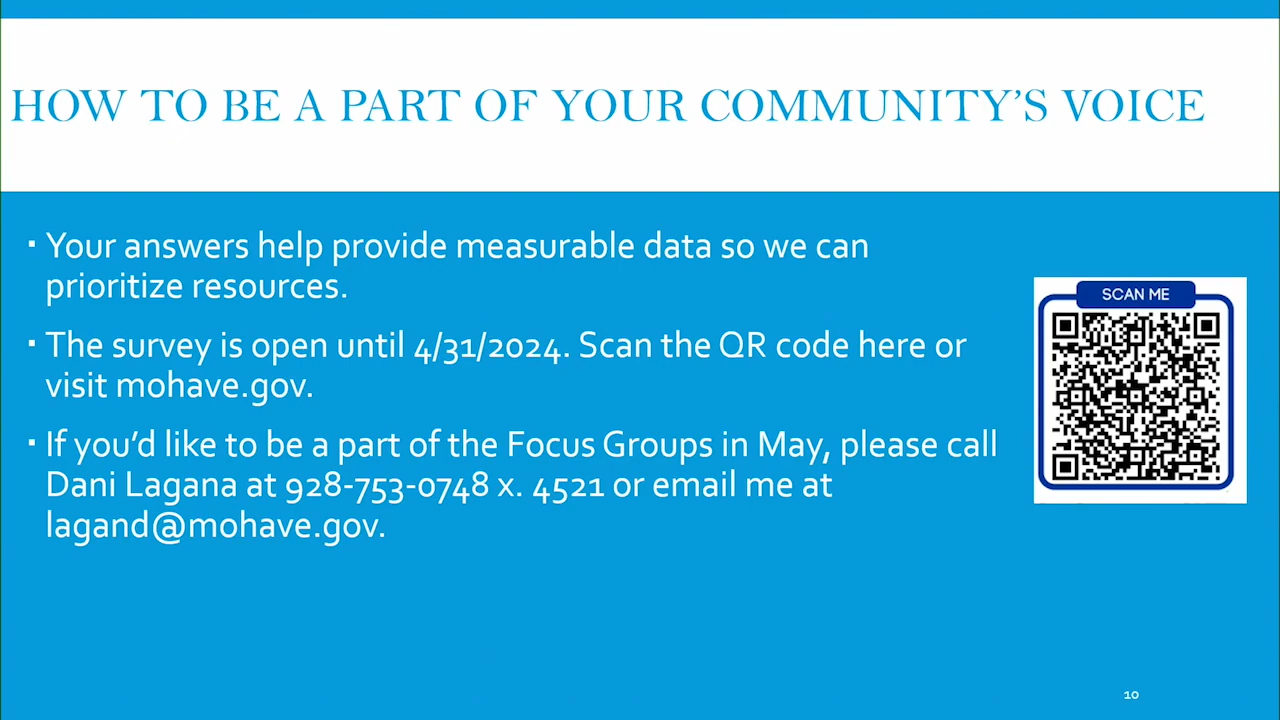 HOW TO BE A PART OF YOUR COMMUNITY’S VOICE
▪ Your answers help provide measurable data so we can
prioritize resources.
▪ The survey is open until 4/31/2024. Scan the QR code here or
visit mohave.gov.
▪ If you’d like to be a part of the Focus Groups in May, please call
Dani Lagana at 928-753-0748 x. 4521 or email me at
lagand@mohave.gov.
SCAN ME
10